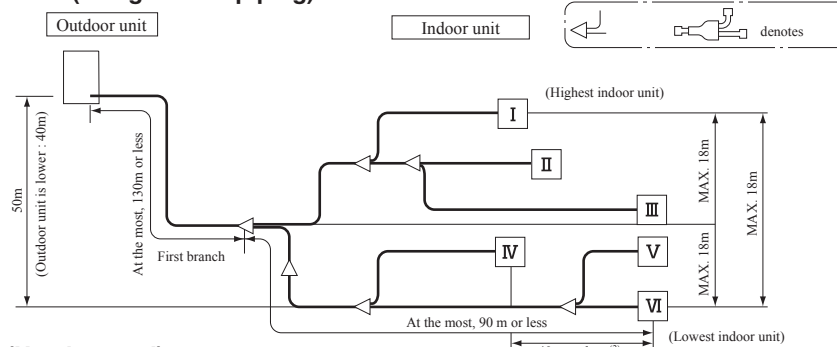 Outdoor unit
Indoor unit
denotes
(Highest indoor unit)
I
II
III
IV
V
VI
50m
(Outdoor unit is lower : 40m)
At the most, 130m or less
First branch
MAX. 18m
MAX. 18m
MAX. 18m
At the most, 90 m or less
(Lowest indoor unit)